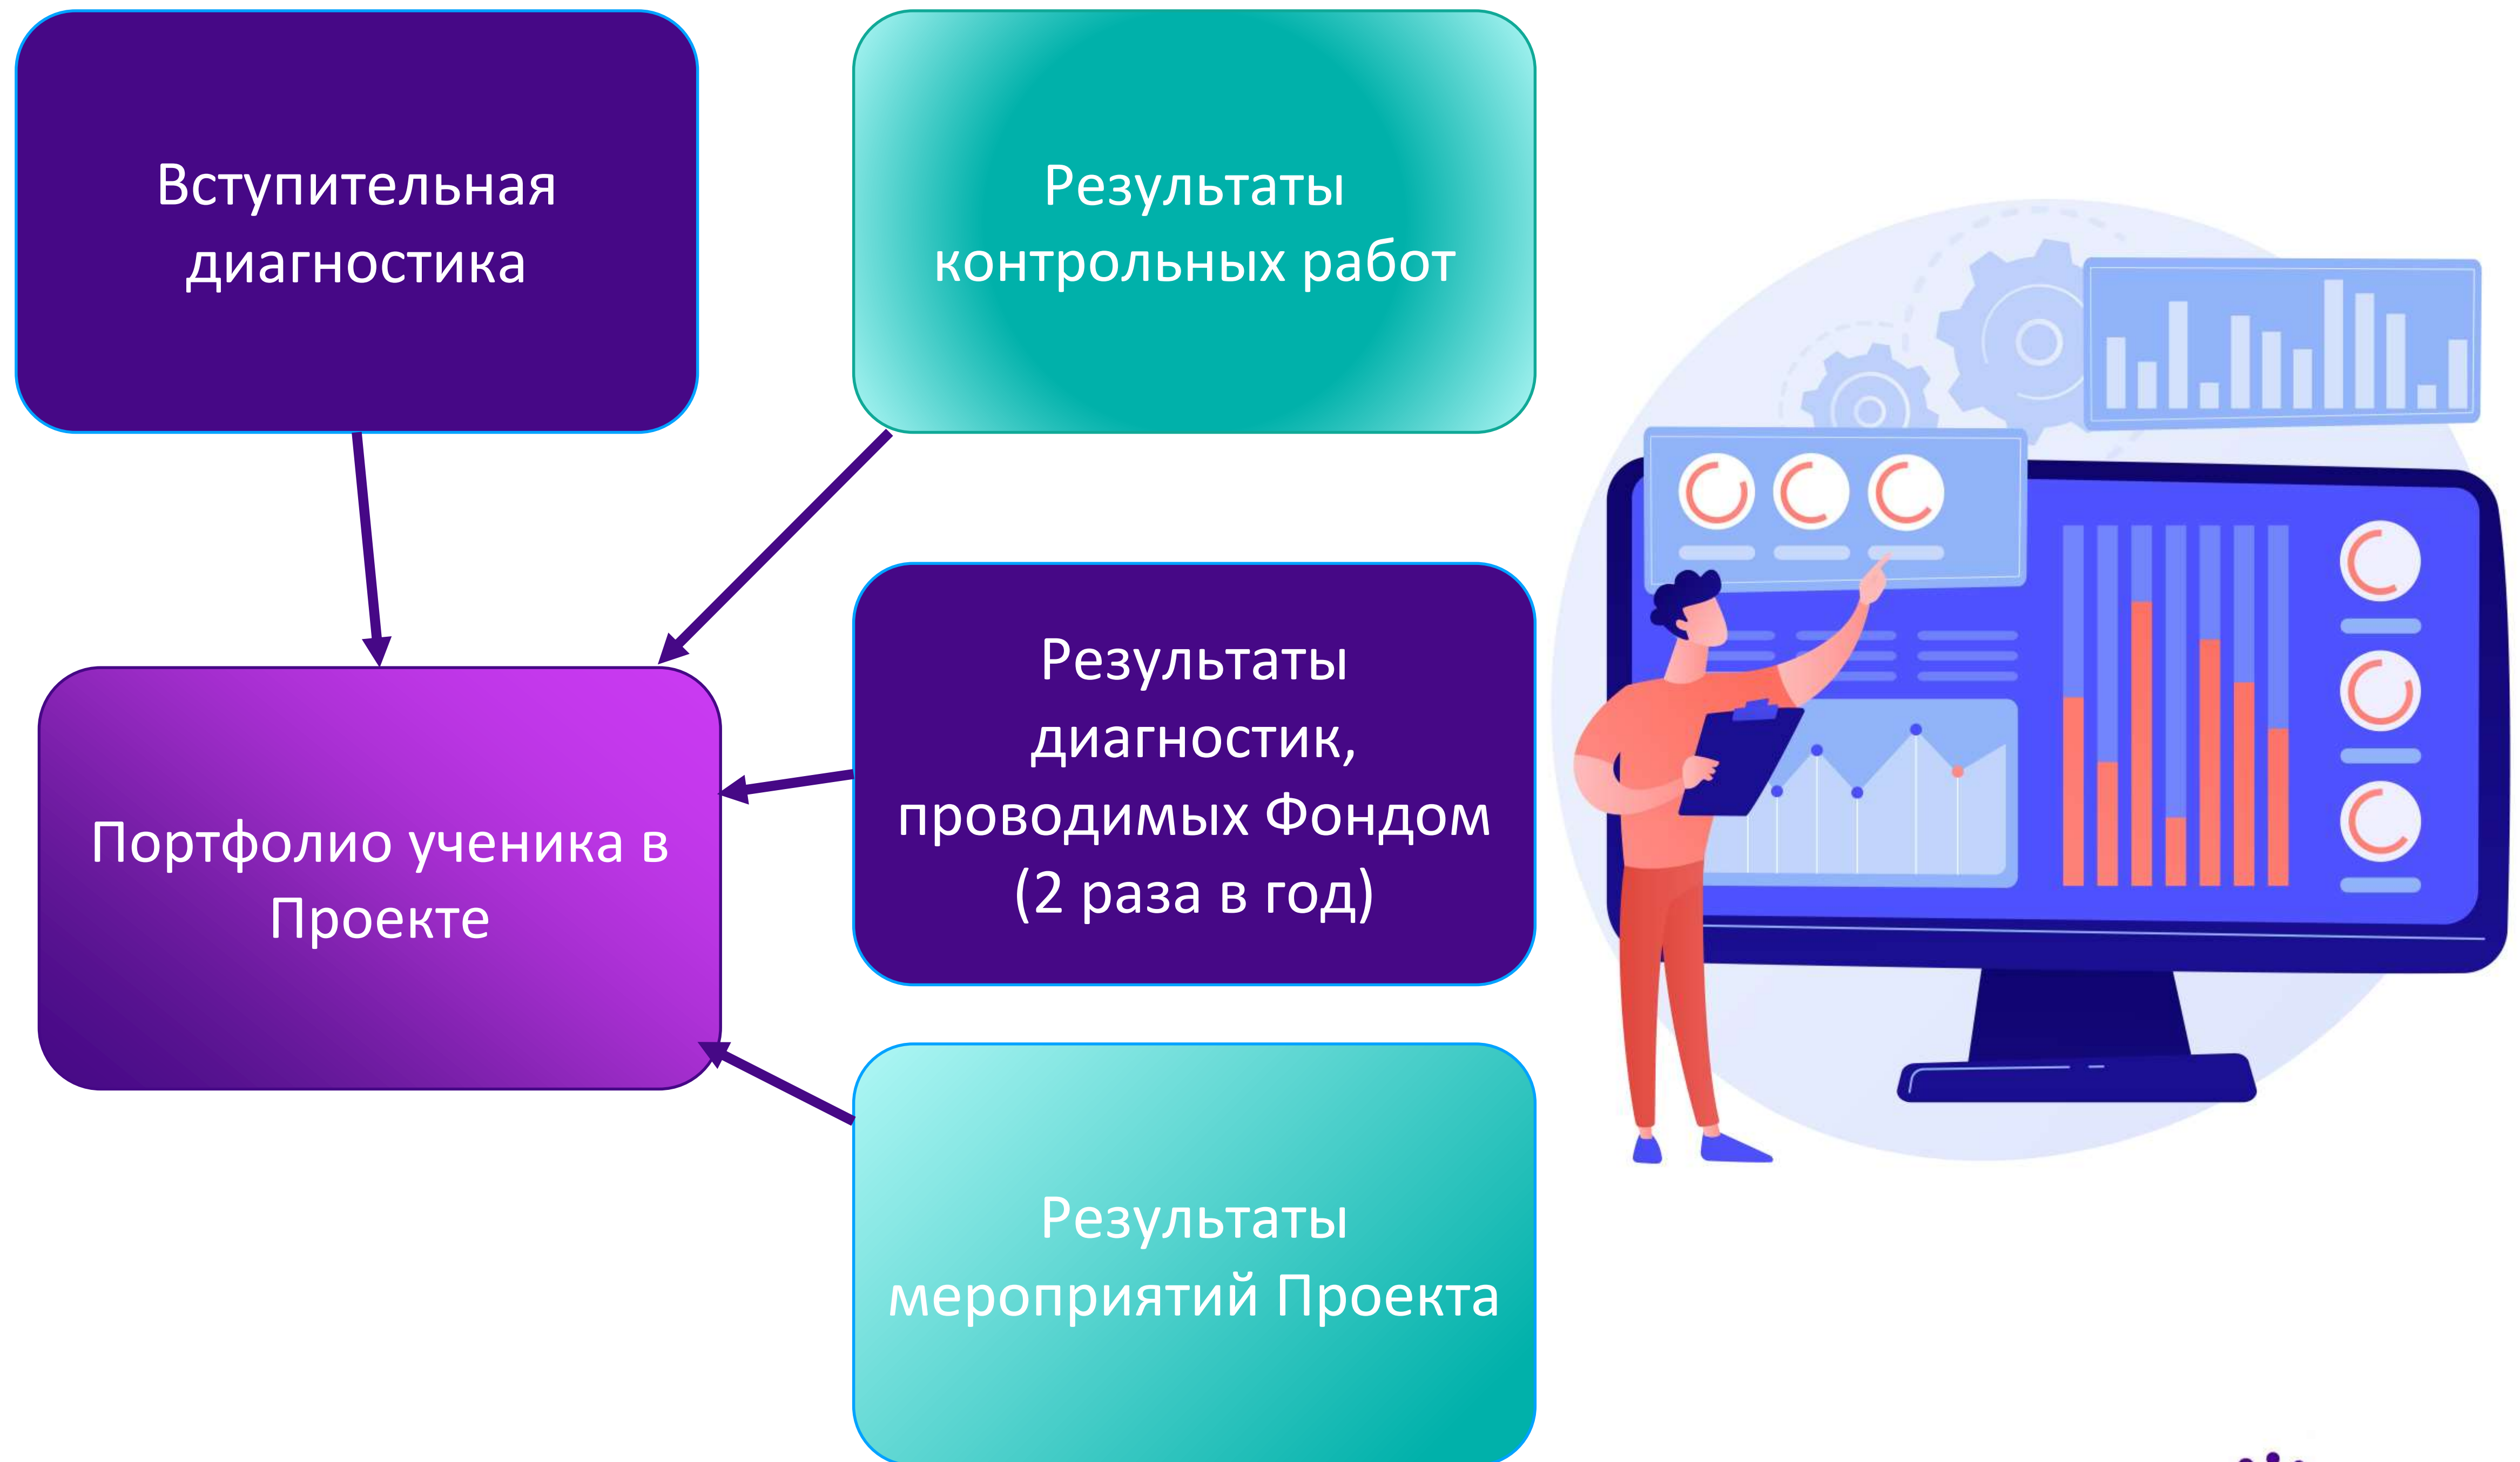 Вступительная
диагностика
Результаты
контрольных работ
Портфолио ученика в
Проекте
Результаты
диагностик,
проводимых Фондом
(2 раза в год)
Результаты
мероприятий Проекта